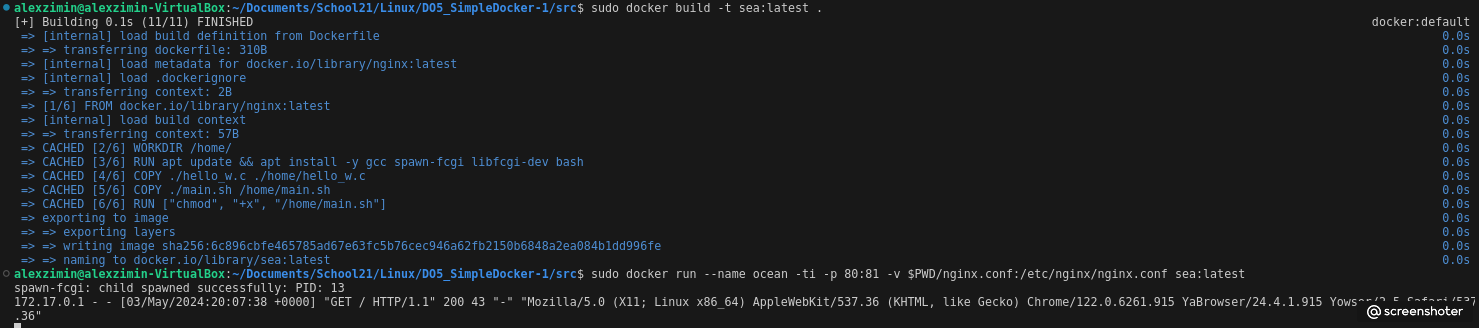 alexzimin@alexzimin-VirtualBox:~/Documents/School21/Linux/DO5_SimpleDocker-1/src$ sudo docker build -t sea:latest .
[+] Building 0.1s (11/11) FINISHED docker:default
=> [internal] load build definition from Dockerfile 0.0s
=> => transferring dockerfile: 310B 0.0s
=> [internal] load metadata for docker.io/library/nginx:latest 0.0s
=> [internal] load .dockerignore 0.0s
=> => transferring context: 2B 0.0s
=> [1/6] FROM docker.io/library/nginx:latest 0.0s
=> [internal] load build context 0.0s
=> => transferring context: 57B 0.0s
=> CACHED [2/6] WORKDIR /home/ 0.0s
=> CACHED [3/6] RUN apt update && apt install -y gcc spawn-fcgi libfcgi-dev bash 0.0s
=> CACHED [4/6] COPY ./hello_w.c ./home/hello_w.c 0.0s
=> CACHED [5/6] COPY ./main.sh /home/main.sh 0.0s
=> CACHED [6/6] RUN ["chmod", "+x", "/home/main.sh"] 0.0s
=> exporting to image 0.0s
=> => exporting layers 0.0s
=> => writing image sha256:6c896cbfe465785ad67e63fc5b76cec946a62fb2150b6848a2ea084b1dd996fe 0.0s
=> => naming to docker.io/library/sea:latest 0.0s
alexzimin@alexzimin-VirtualBox:~/Documents/School21/Linux/DO5_SimpleDocker-1/src$ sudo docker run --name ocean -ti -p 80:81 -v $PWD/nginx.conf:/etc/nginx/nginx.conf sea:latest
spawn-fcgi: child spawned successfully: PID: 13
172.17.0.1 - - [03/May/2024:20:07:38 +0000] "GET / HTTP/1.1" 200 43 "-" "Mozilla/5.0 (X11; Linux x86_64) AppleWebKit/537.36 (KHTML, like Gecko) Chrome/122.0.6261.915 YaBrowser/24.4.1.915 Yowser/2.5 Safari/537
.36"
screenshoter